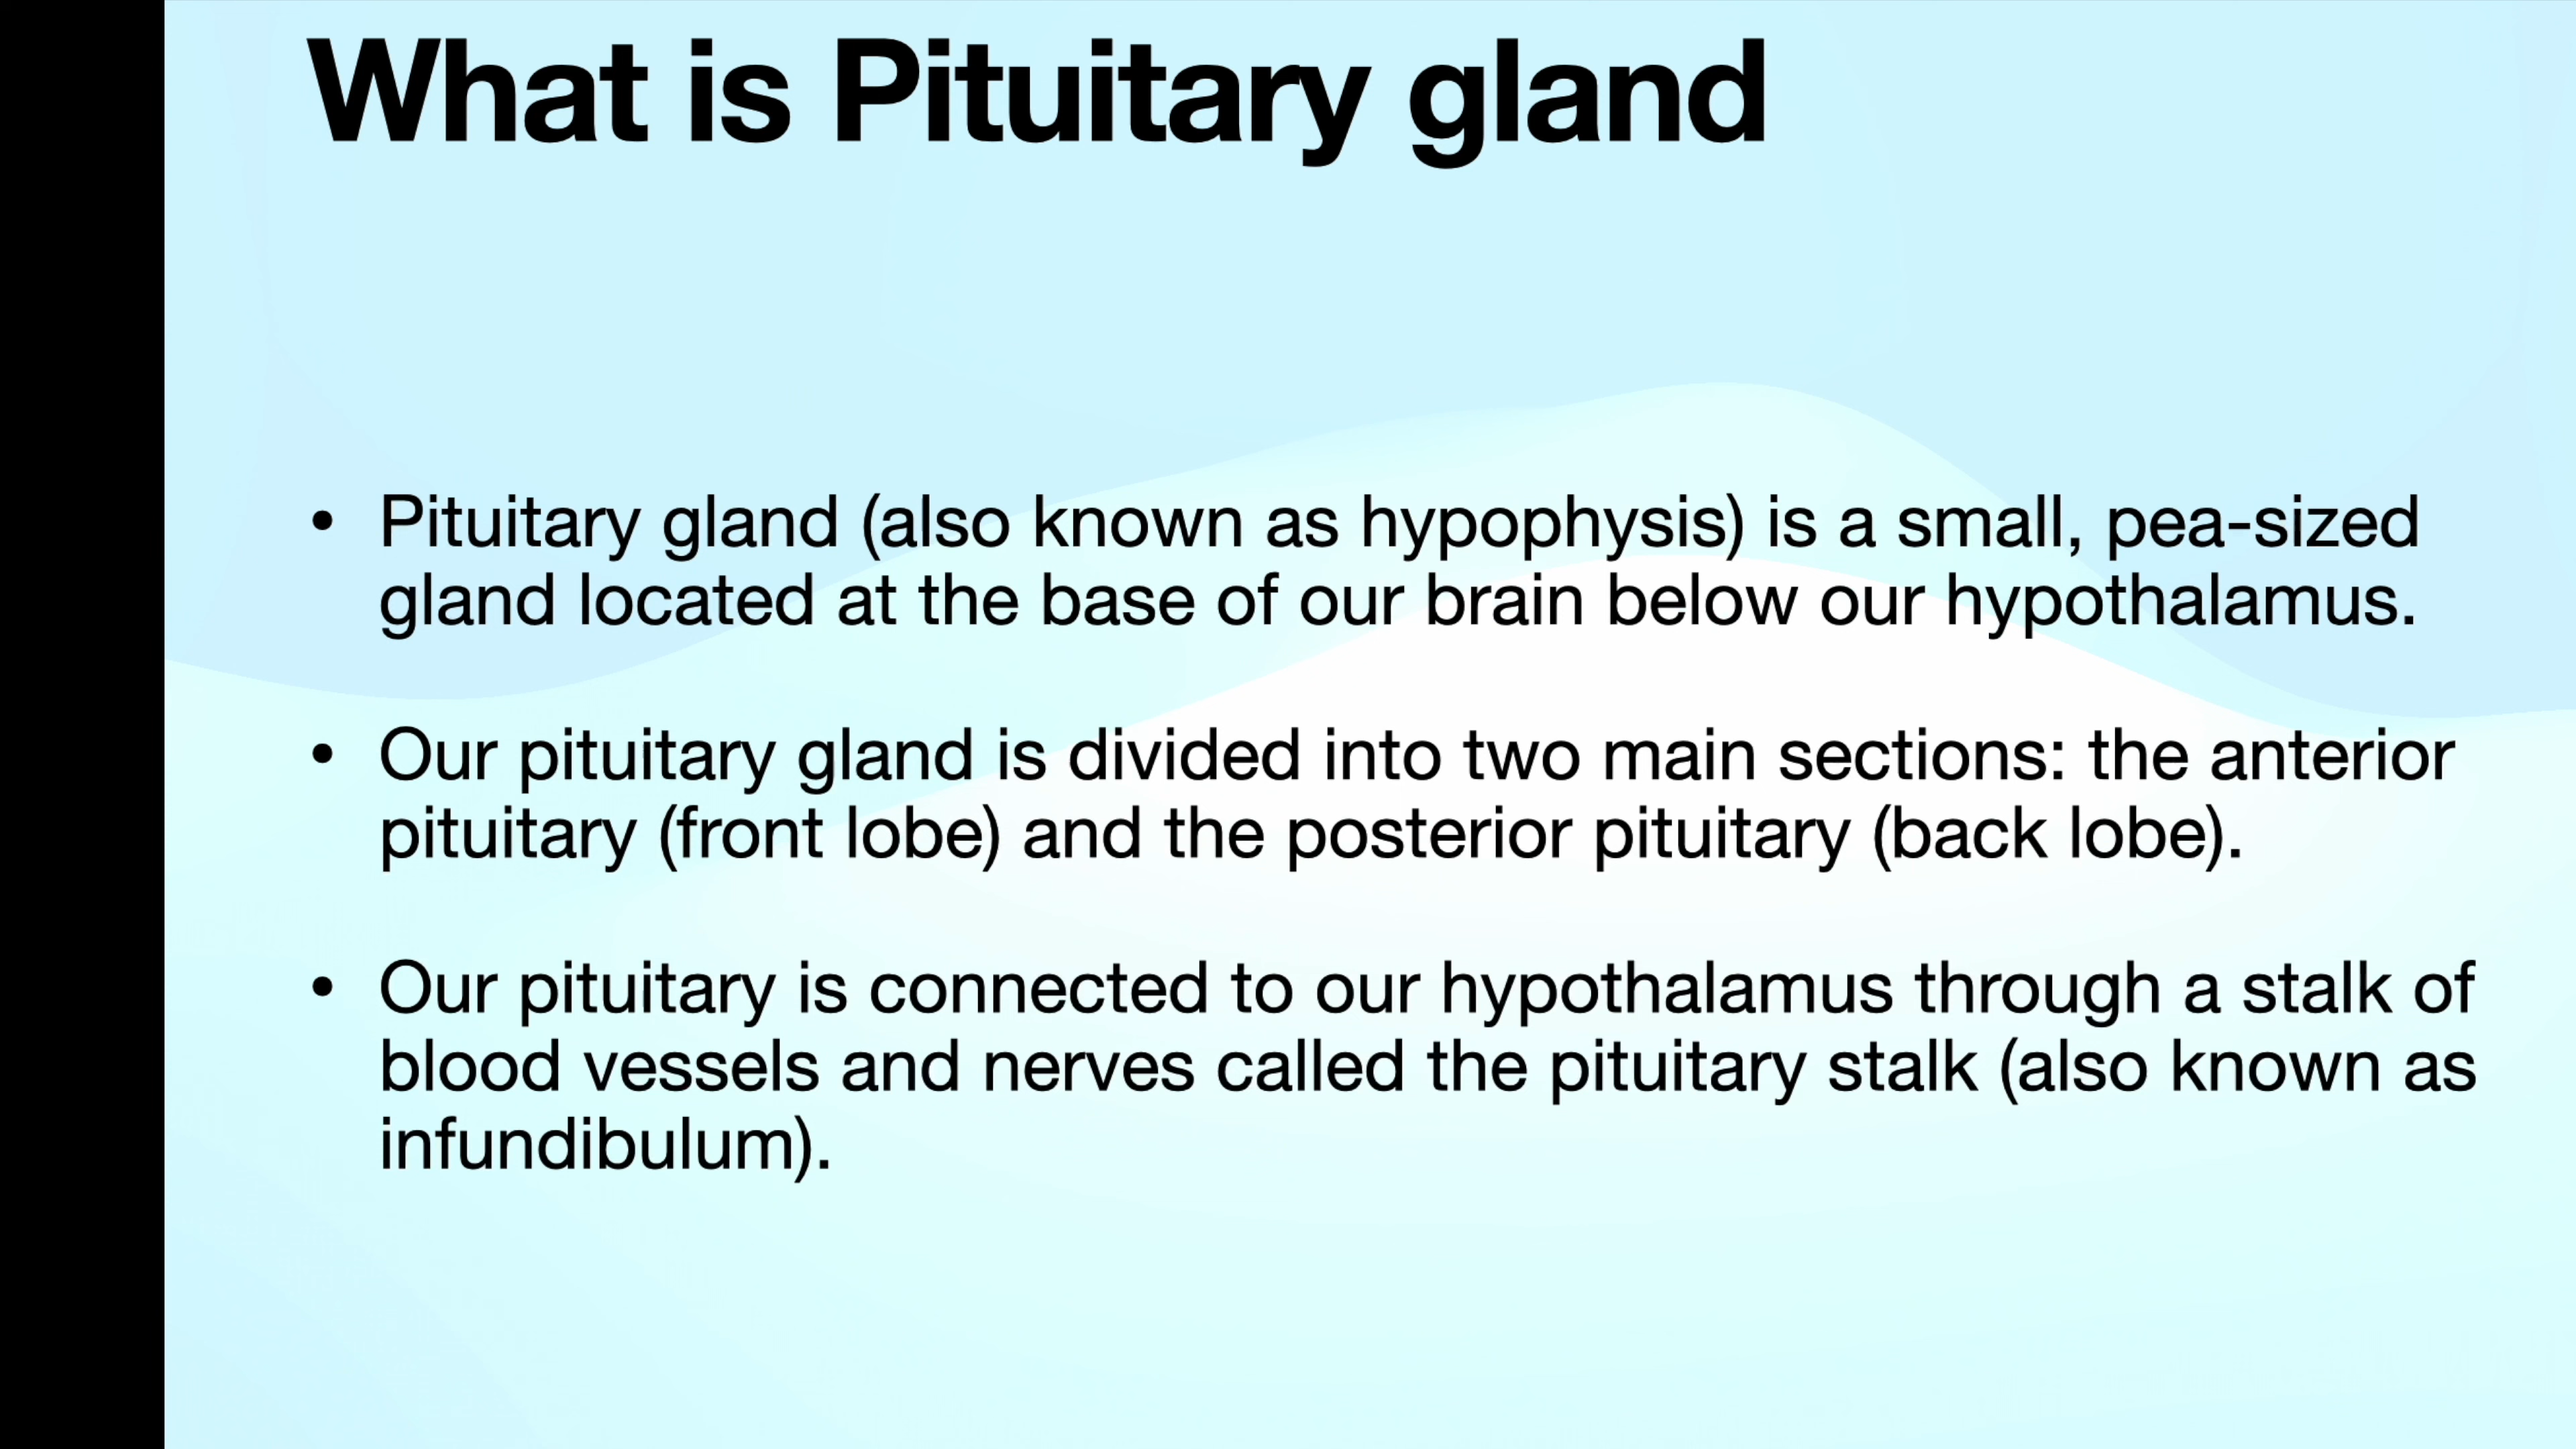 What is Pituitary gland
• Pituitary gland (also known as hypophysis) is a small, pea-sized
gland located at the base of our brain below our hypothalamus.
• Our pituitary gland is divided into two main sections: the anterior
pituitary (front lobe) and the posterior pituitary (back lobe).
• Our pituitary is connected to our hypothalamus through a stalk of
blood vessels and nerves called the pituitary stalk (also known as
infundibulum).